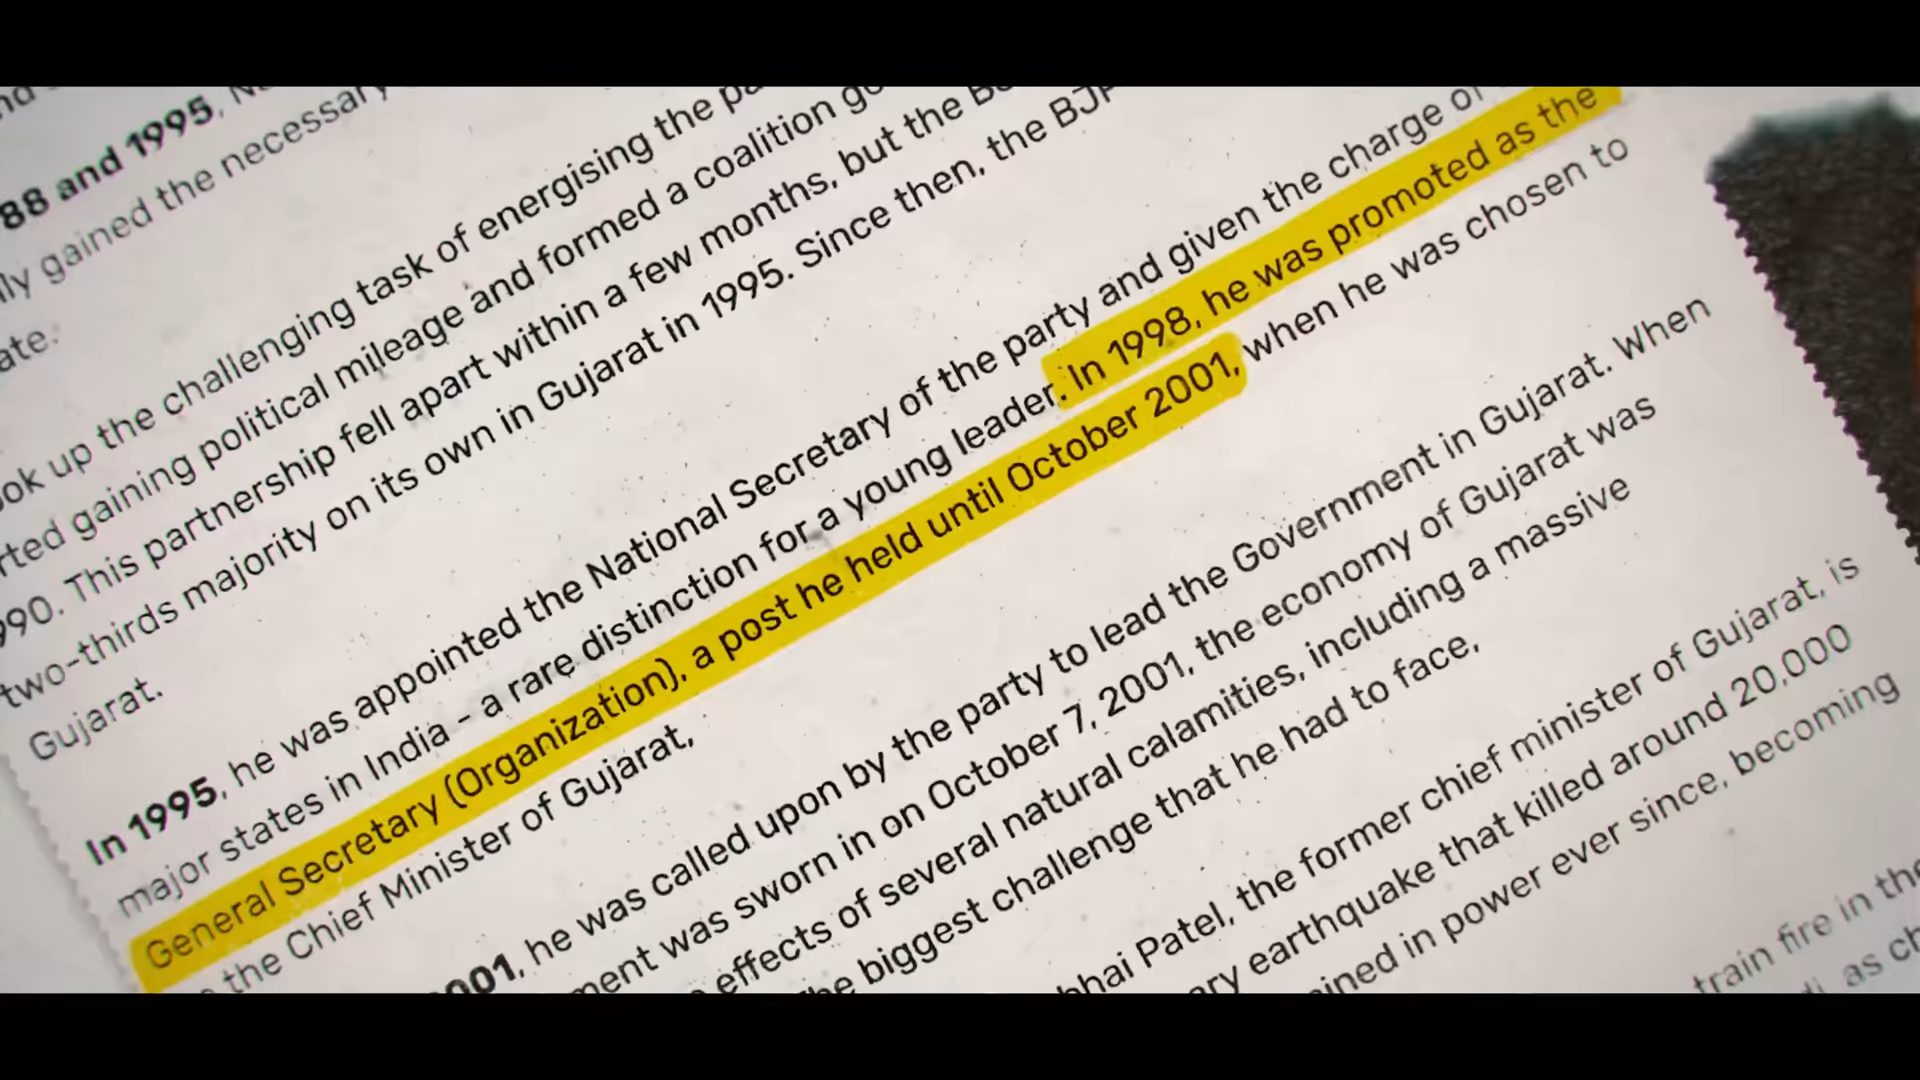 88 and 1995,
gained the necessary
ook up the challenging task of energising the
rted gaining political mileage and formed a coalition
990. This partnership fell apart within a few months, but the
two-thirds majority on its own in Gujarat in 1995. Since then, the BJP
Gujarat.
In 1995, he was appointed the National Secretary of the party and given the charge of
major states in India - a rare distinction for a young leader. In 1998, he was promoted as the
General Secretary (Organization), a post he held until October 2001, when he was chosen to
the Chief Minister of Gujarat,
2001, he was called upon by the party to lead the Government in Gujarat. When
ment was sworn in on October 7, 2001, the economy of Gujarat was
effects of several natural calamities, including a massive
The biggest challenge that he had to face,
bhai Patel, the former chief minister of Gujarat, is
ary earthquake that killed around 20,000
ined in power ever since, becoming
train fire in the
as